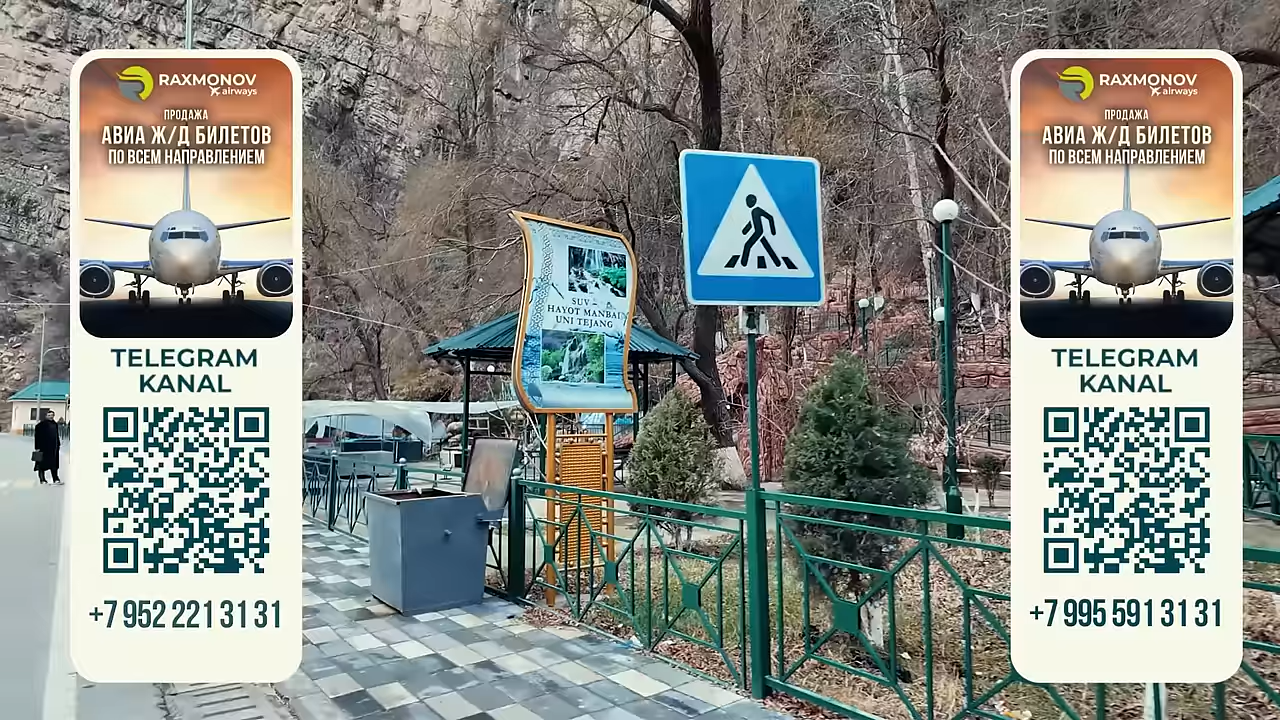 RAXMONOV
airways
ПРОДАЖА
АВИА Ж/Д БИЛЕТОВ
ПО ВСЕМ НАПРАВЛЕНИЕМ
TELEGRAM
KANAL
+7 952 221 31 31
SUV -
HAYOT MANBAI
UNI TEJANG
RAXMONOV
airways
ПРОДАЖА
АВИА Ж/Д БИЛЕТОВ
ПО ВСЕМ НАПРАВЛЕНИЕМ
TELEGRAM
KANAL
+7 995 591 31 31